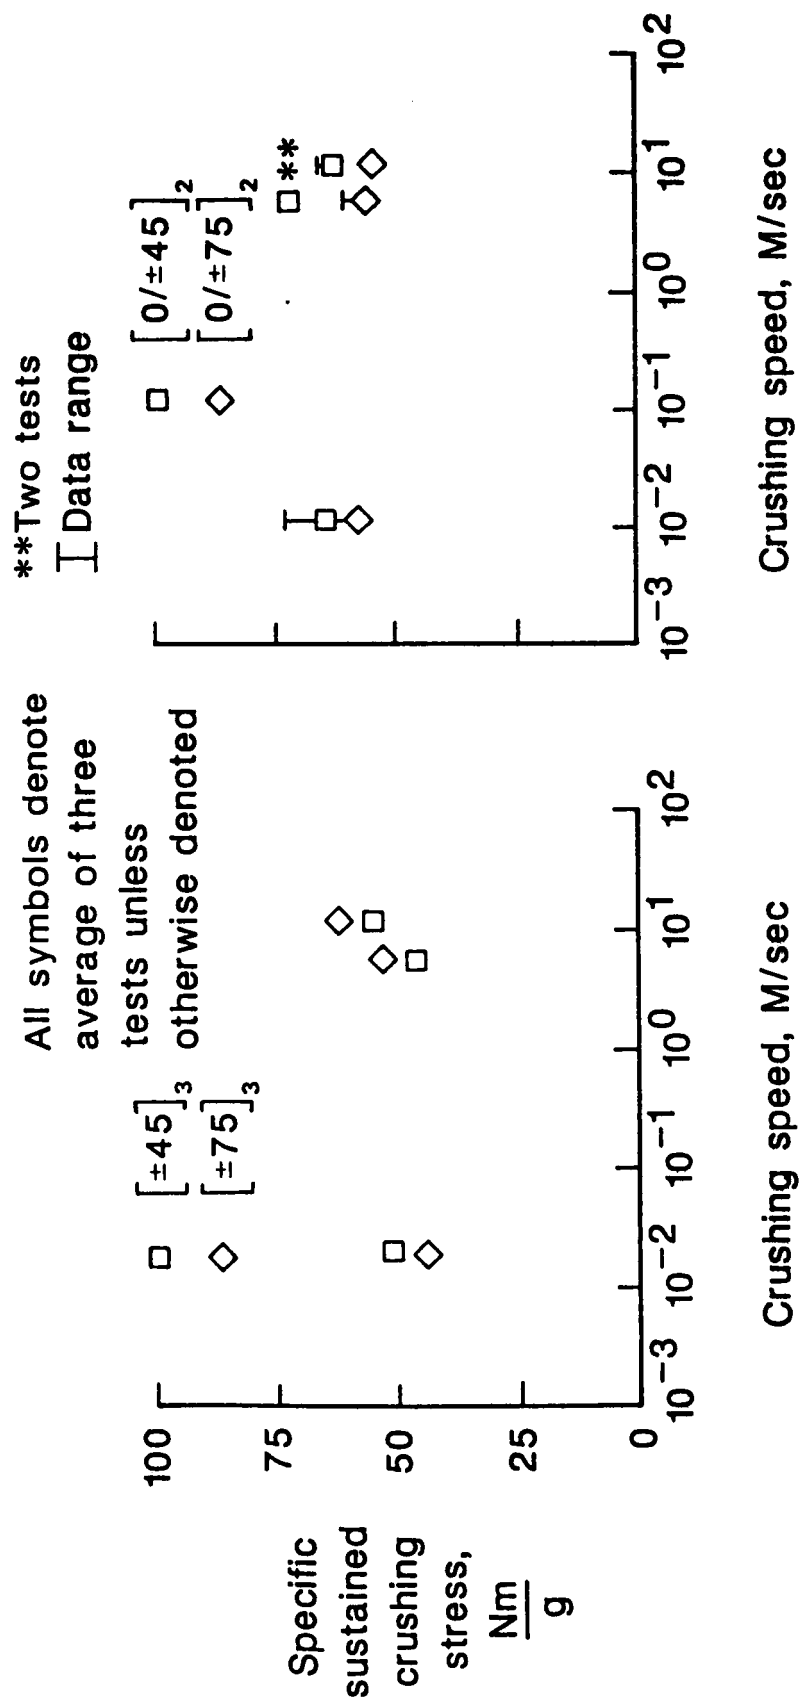 All symbols denote
average of three
tests unless
otherwise denoted
**Two tests
Data range
[±45]3
[±75]3
[0/±45]2
[0/±75]2
**
Specific
sustained
crushing
stress,
Nm
g
100
75
50
25
0
10−3 10−2 10−1 100 101 102
Crushing speed, M/sec
10−3 10−2 10−1 100 101 102
Crushing speed, M/sec